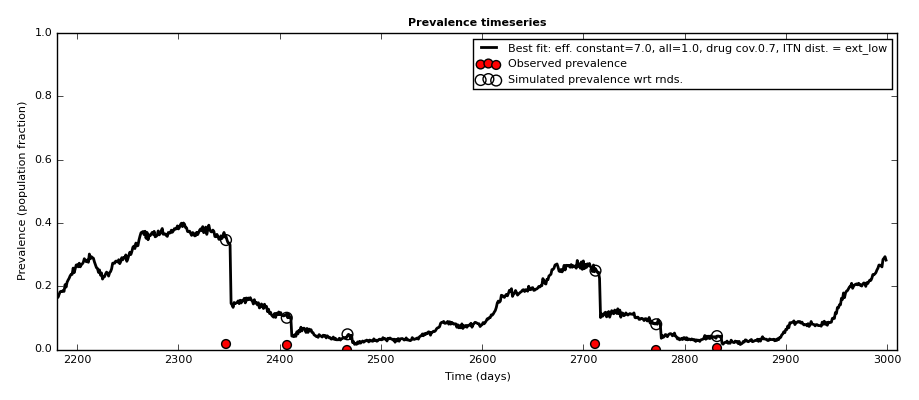 Prevalence timeseries
Prevalence (population fraction)
1.0
0.8
0.6
0.4
0.2
0.0
Best fit: eff. constant=7.0, all=1.0, drug cov.0.7, ITN dist. = ext_low
Observed prevalence
Simulated prevalence wrt rnds.
2200 2300 2400 2500 2600 2700 2800 2900 3000
Time (days)